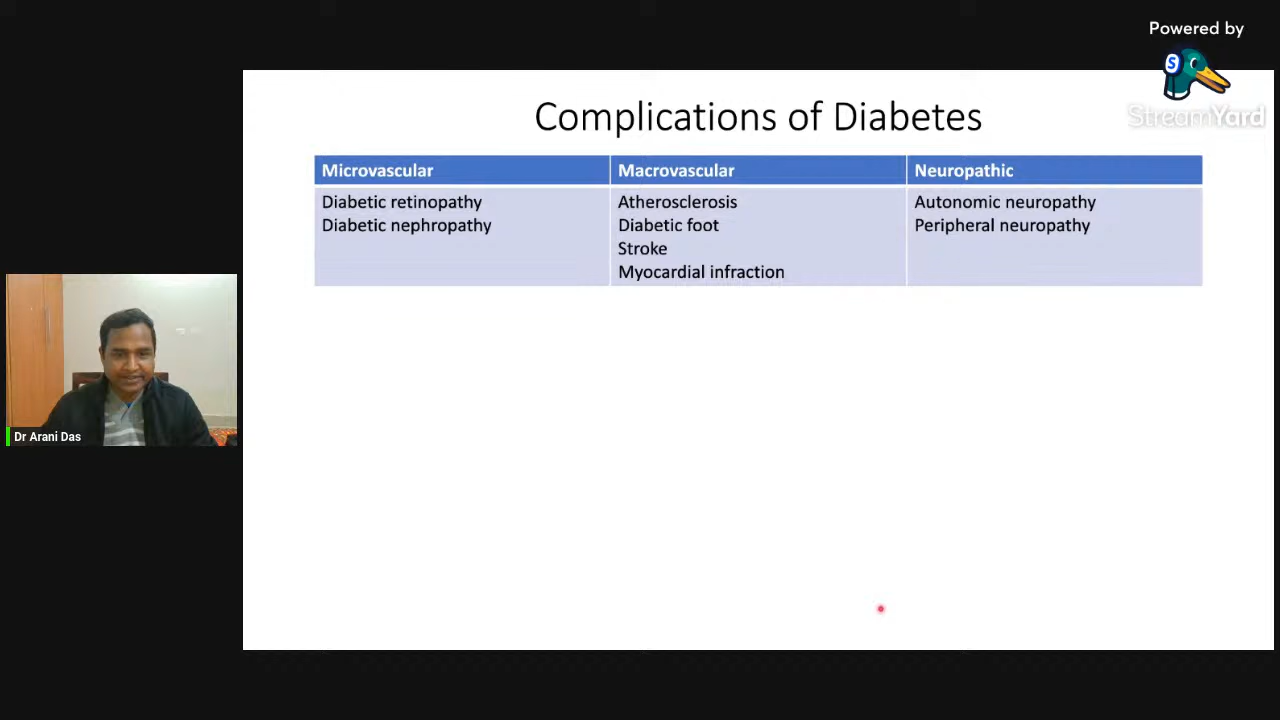 Powered by
S
StreamYard
Complications of Diabetes
Microvascular
Macrovascular
Neuropathic
Diabetic retinopathy
Diabetic nephropathy
Atherosclerosis
Diabetic foot
Stroke
Myocardial infraction
Autonomic neuropathy
Peripheral neuropathy
Dr Arani Das